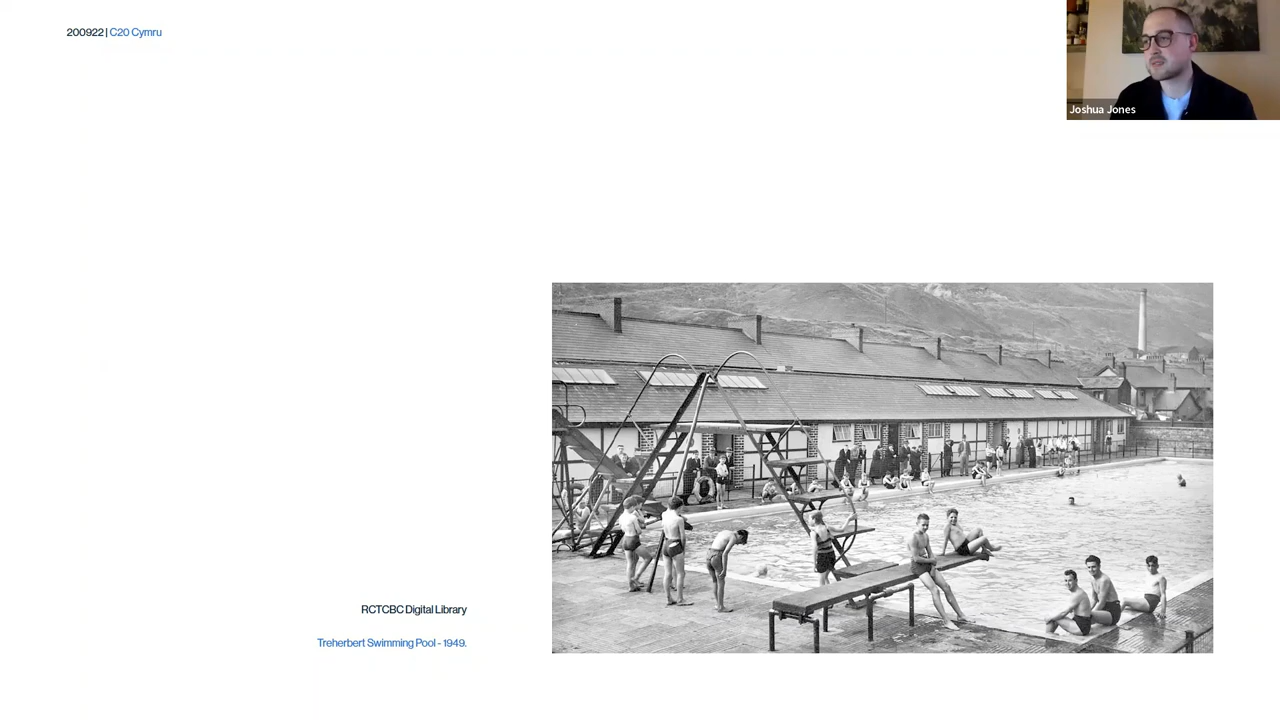 200922 | C20 Cymru
Joshua Jones
RCTCBC Digital Library
Treherbert Swimming Pool - 1949.